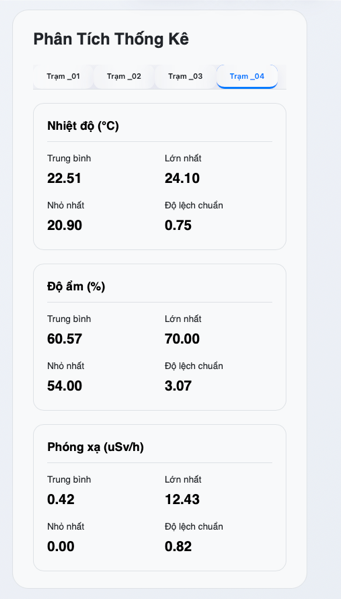 Phân Tích Thống Kê
Trạm _01 Trạm _02 Trạm _03 Trạm _04
Nhiệt độ (°C)
Trung bình Lớn nhất
22.51 24.10
Nhỏ nhất Độ lệch chuẩn
20.90 0.75
Độ ẩm (%)
Trung bình Lớn nhất
60.57 70.00
Nhỏ nhất Độ lệch chuẩn
54.00 3.07
Phóng xạ (uSv/h)
Trung bình Lớn nhất
0.42 12.43
Nhỏ nhất Độ lệch chuẩn
0.00 0.82